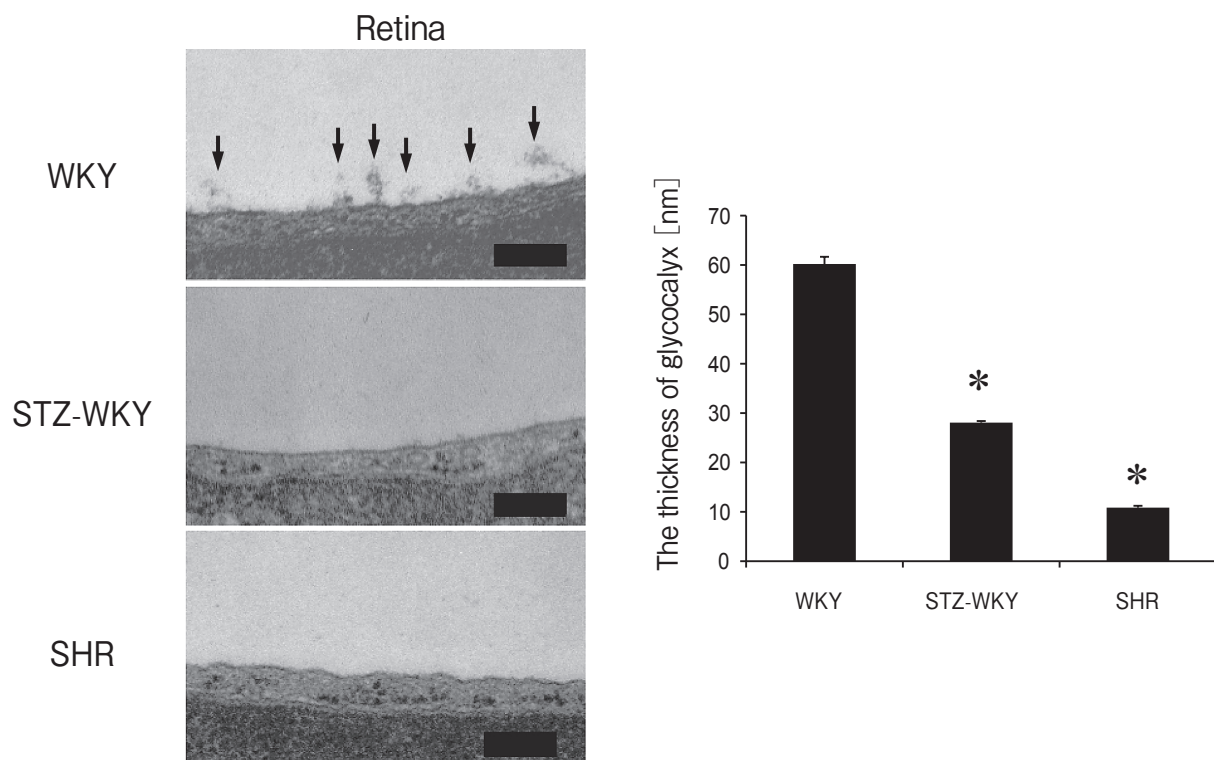 Retina
WKY
STZ-WKY
SHR
The thickness of glycocalyx [nm]
70
60
50
40
30
20
10
0
*
*
WKY
STZ-WKY
SHR